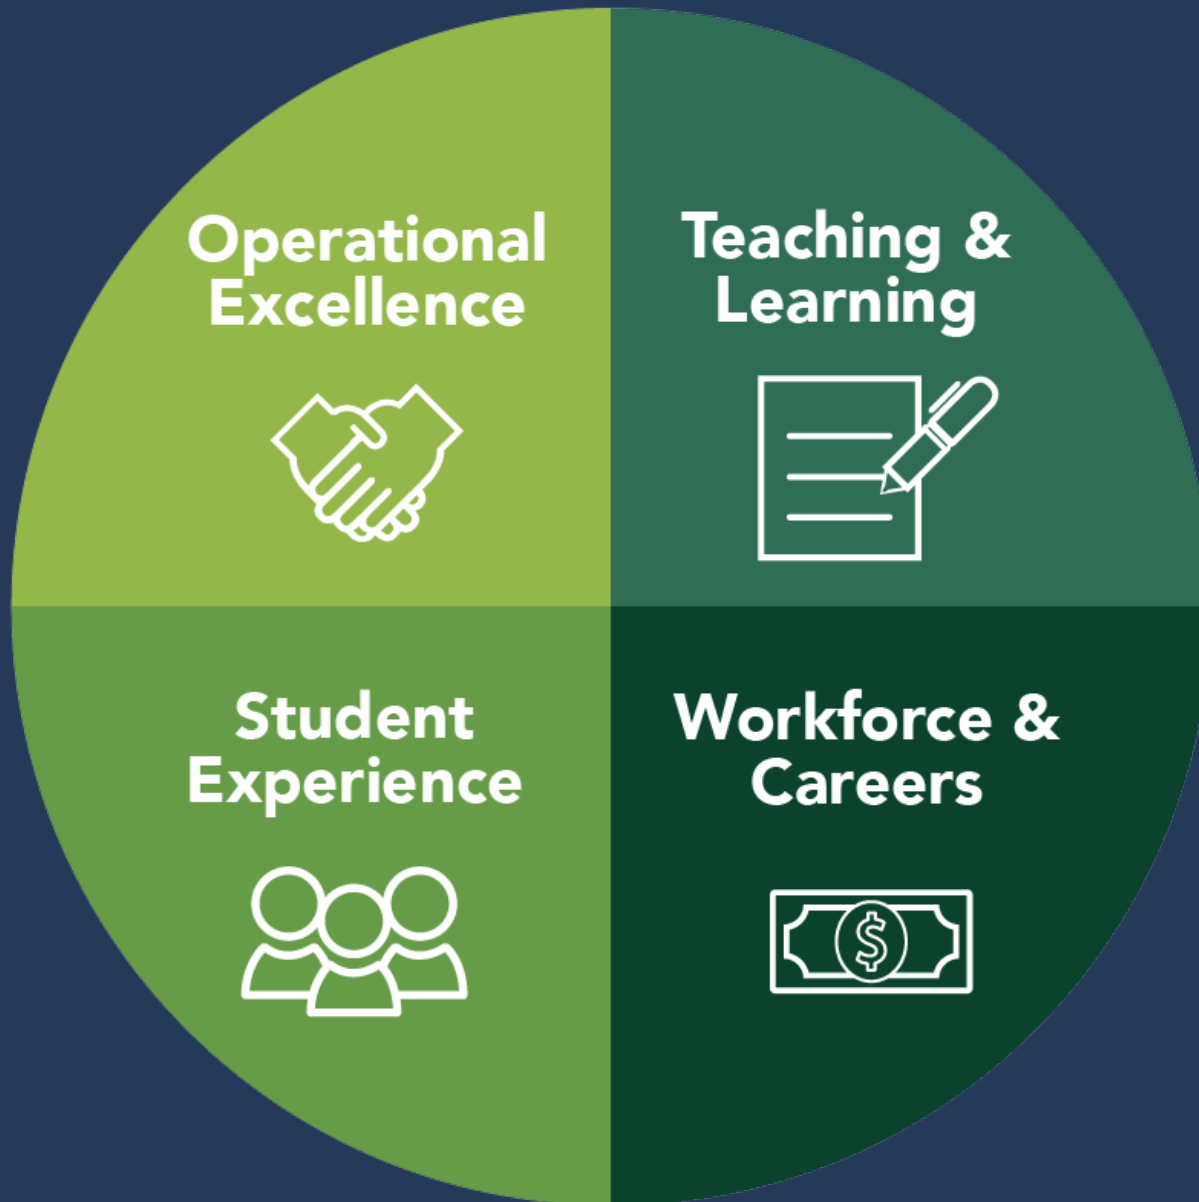 Operational
Excellence
Teaching &
Learning
Student
Experience
Workforce &
Careers
$